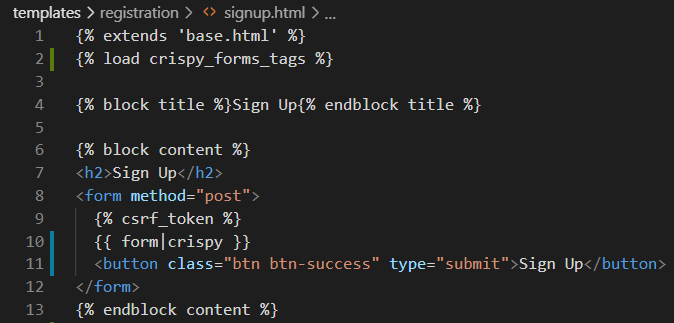 templates > registration > <> signup.html > ...
1 {% extends 'base.html' %}
2 {% load crispy_forms_tags %}
3
4 {% block title %}Sign Up{% endblock title %}
5
6 {% block content %}
7 <h2>Sign Up</h2>
8 <form method="post">
9 {% csrf_token %}
10 {{ form|crispy }}
11 <button class="btn btn-success" type="submit">Sign Up</button>
12 </form>
13 {% endblock content %}